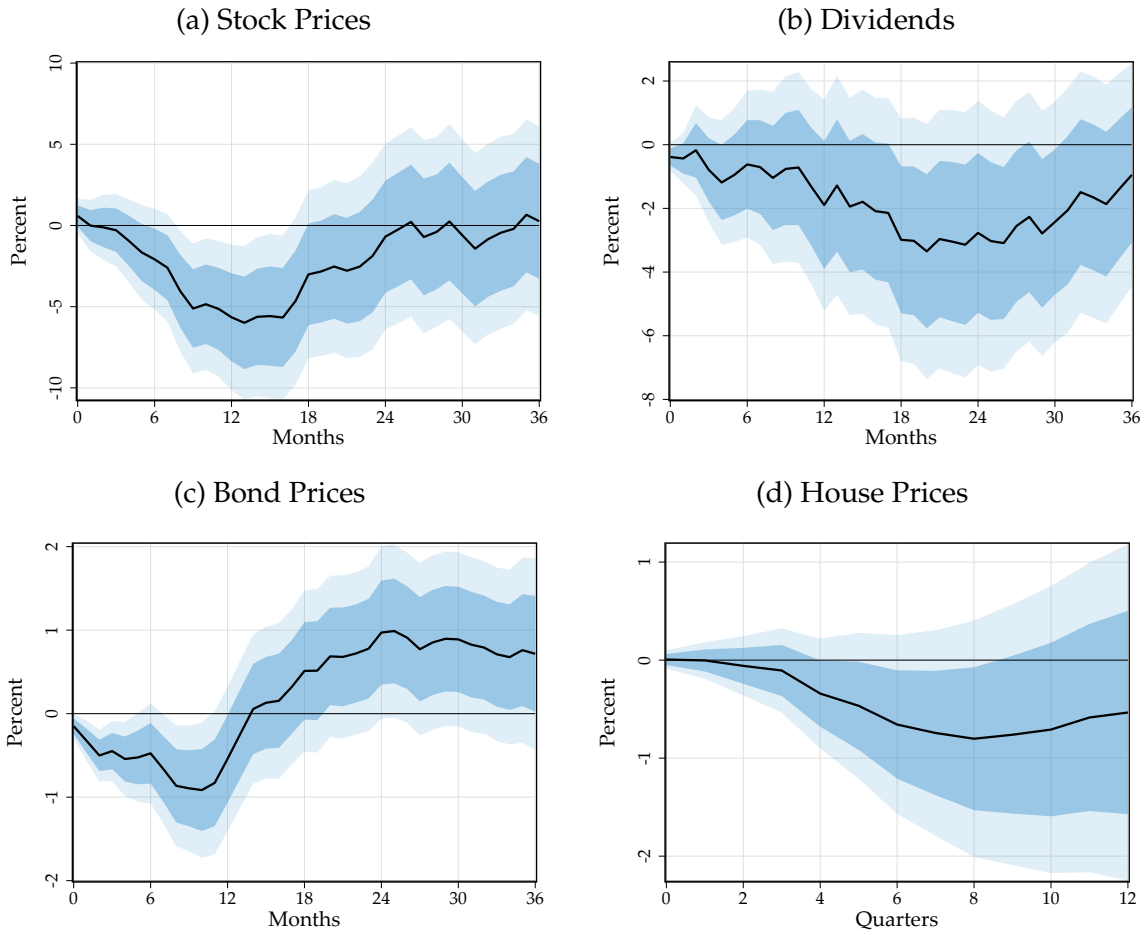 (a) Stock Prices
Percent
10
5
0
-5
-10
0 6 12 18 24 30 36
Months
(b) Dividends
Percent
2
0
-2
-4
-6
-8
0 6 12 18 24 30 36
Months
(c) Bond Prices
Percent
2
1
0
-1
-2
0 6 12 18 24 30 36
Months
(d) House Prices
Percent
1
0
-1
-2
0 2 4 6 8 10 12
Quarters